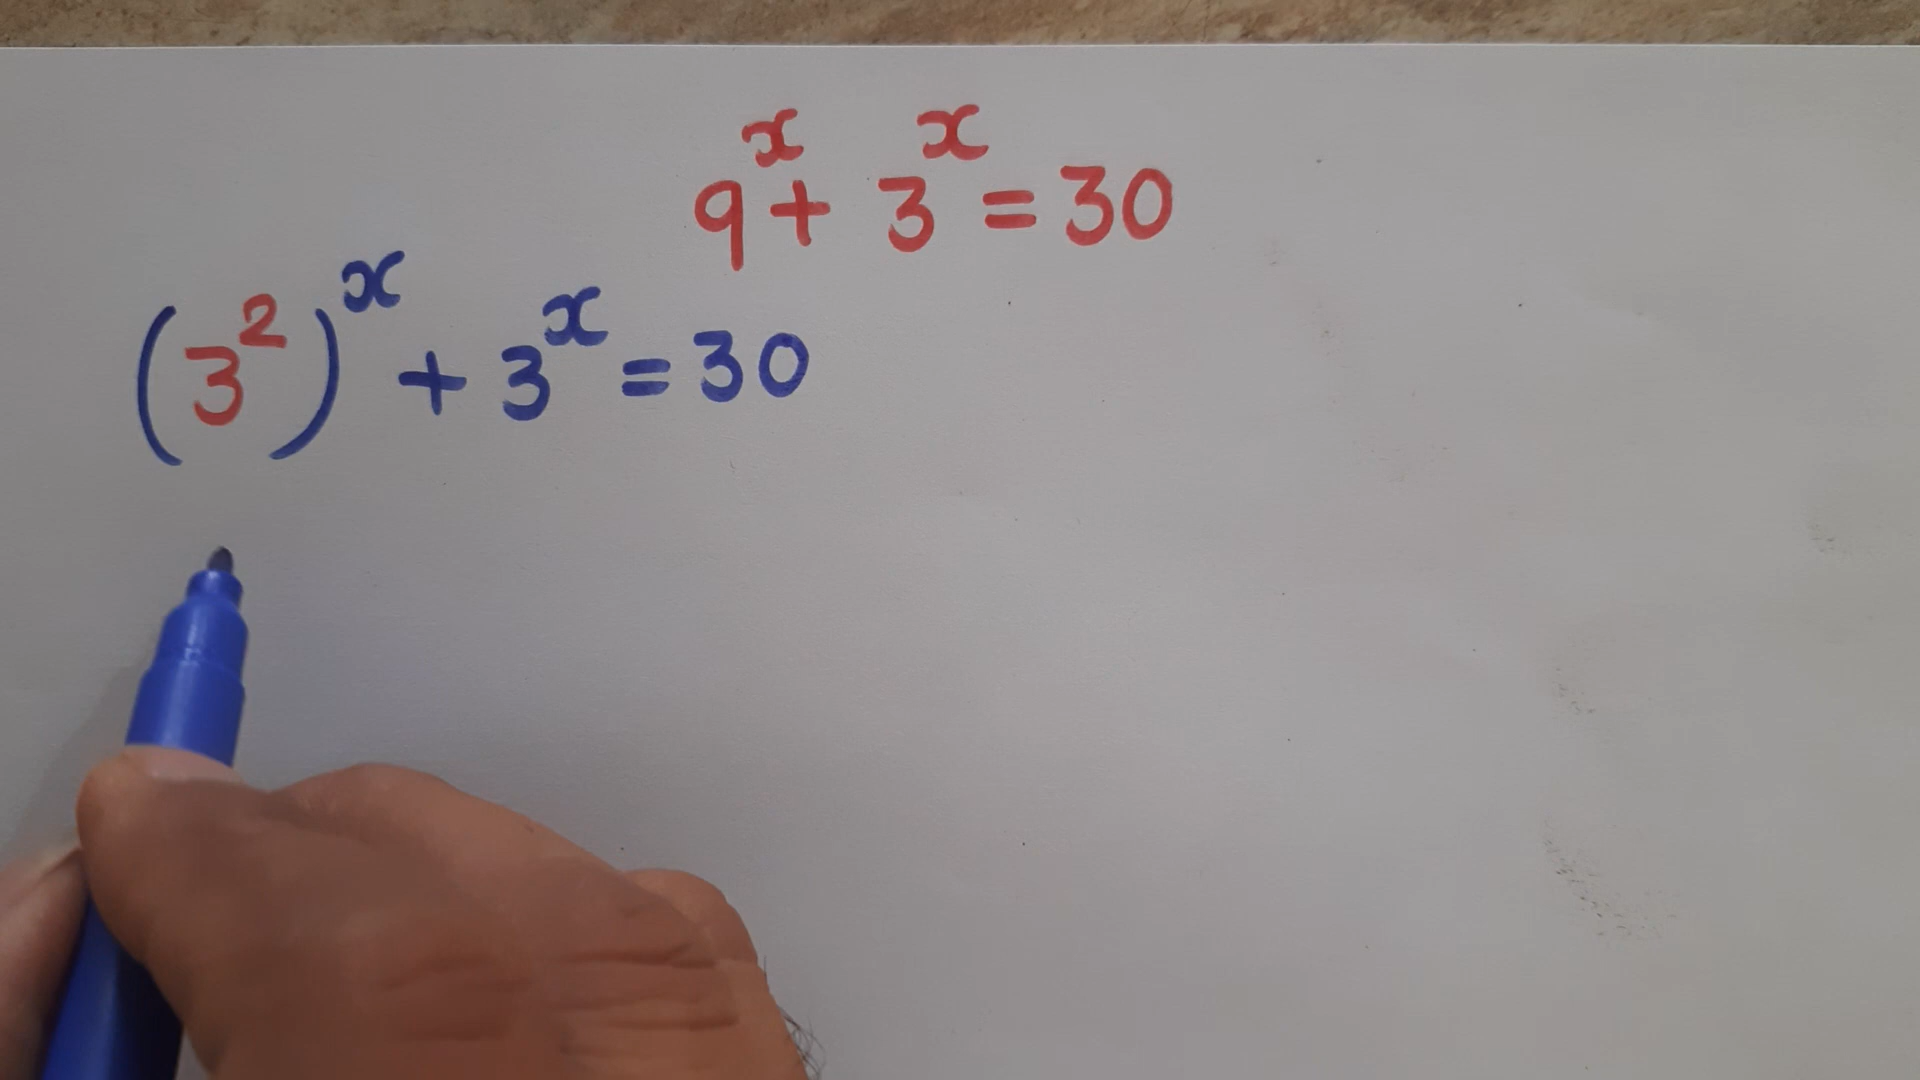 9^x + 3^x = 30
(3^2)^x + 3^x = 30